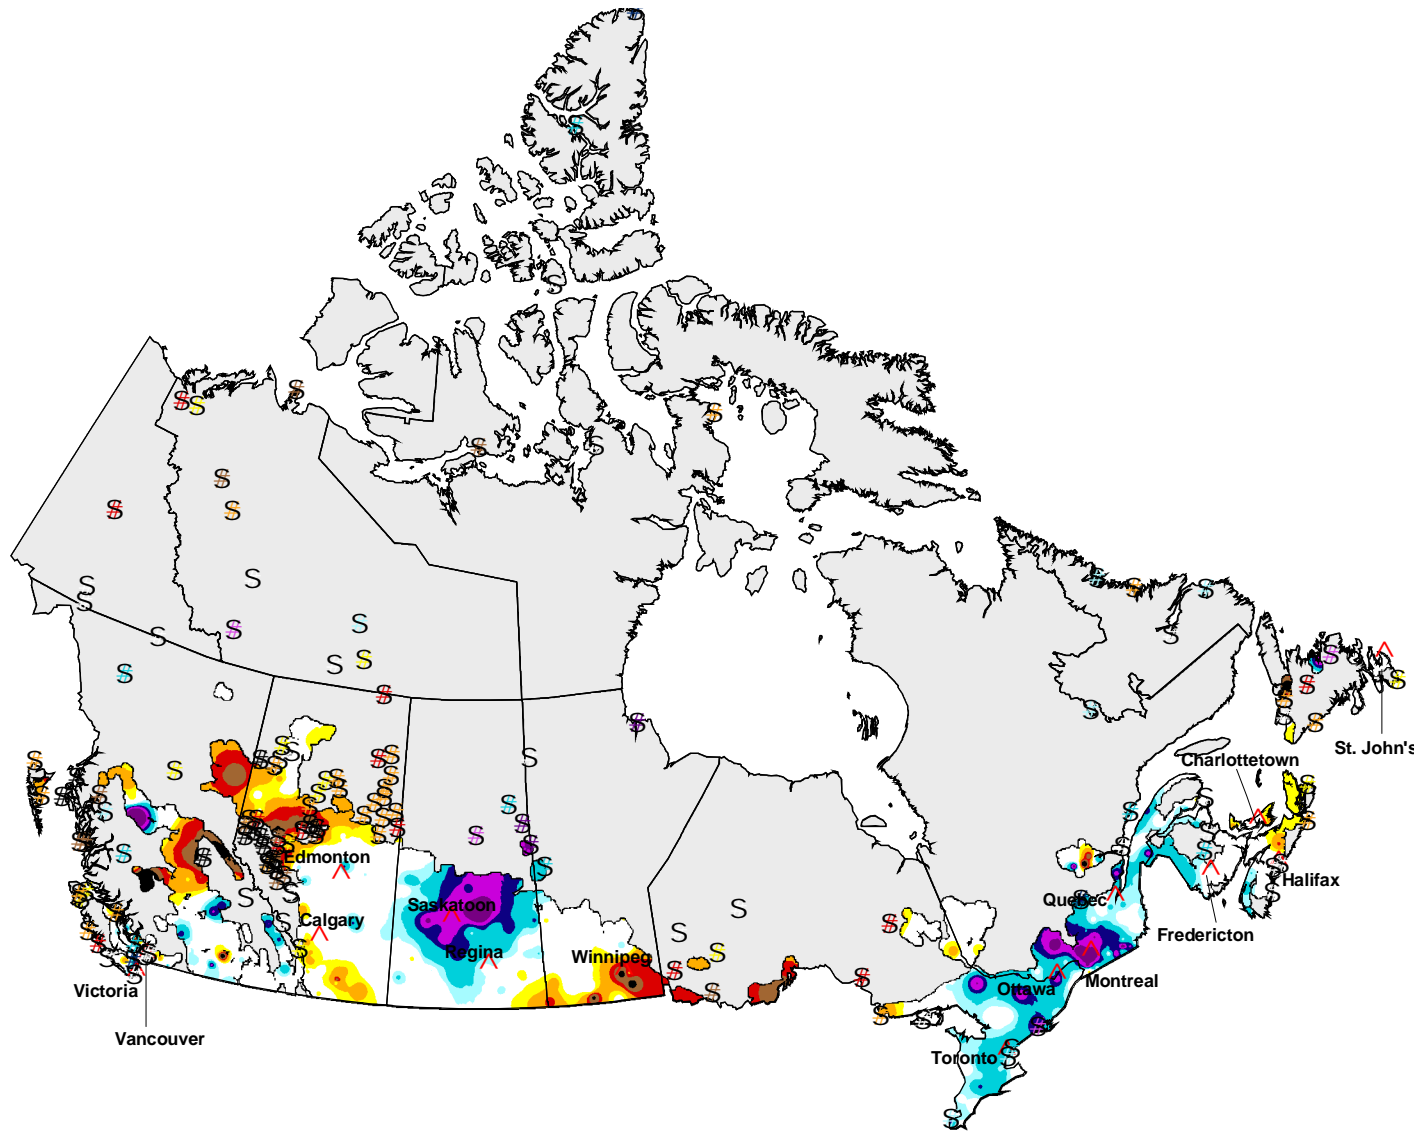 Edmonton
Calgary
Saskatoon
Regina
Winnipeg
Victoria
Vancouver
Toronto
Ottawa
Montreal
Quebec
Fredericton
Halifax
Charlottetown
St. John's